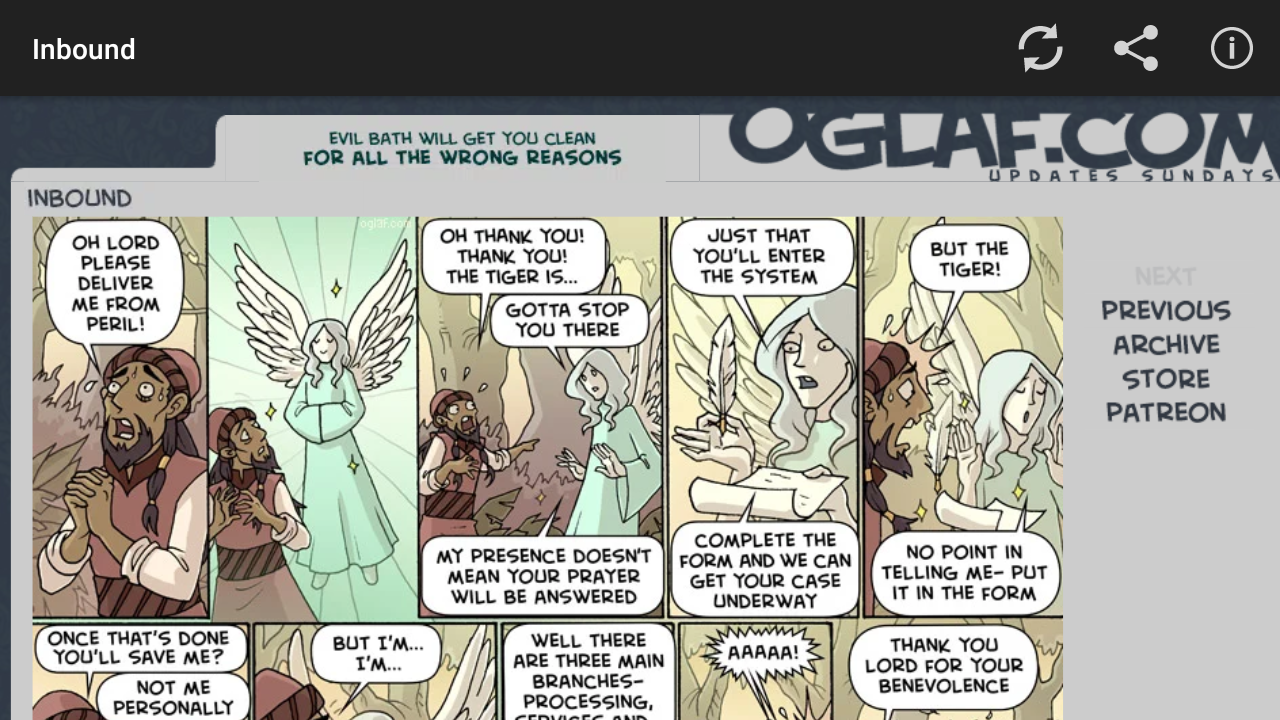 Inbound
EVIL BATH WILL GET YOU CLEAN
FOR ALL THE WRONG REASONS
OGLAF.COM
UPDATES SUNDAYS
INBOUND
OH LORD
PLEASE
DELIVER
ME FROM
PERIL!
ogl3F.com
OH THANK YOU!
THANK YOU!
THE TIGER IS...
GOTTA STOP
YOU THERE
MY PRESENCE DOESN'T
MEAN YOUR PRAYER
WILL BE ANSWERED
JUST THAT
YOU'LL ENTER
THE SYSTEM
COMPLETE THE
FORM AND WE CAN
GET YOUR CASE
UNDERWAY
BUT THE
TIGER!
NO POINT IN
TELLING ME- PUT
IT IN THE FORM
NEXT
PREVIOUS
ARCHIVE
STORE
PATREON
ONCE THAT'S DONE
YOU'LL SAVE ME?
NOT ME
PERSONALLY
BUT I'M...
I'M...
WELL THERE
ARE THREE MAIN
BRANCHES-
PROCESSING,
SERVICES AND
AAAAA!
THANK YOU
LORD FOR YOUR
BENEVOLENCE